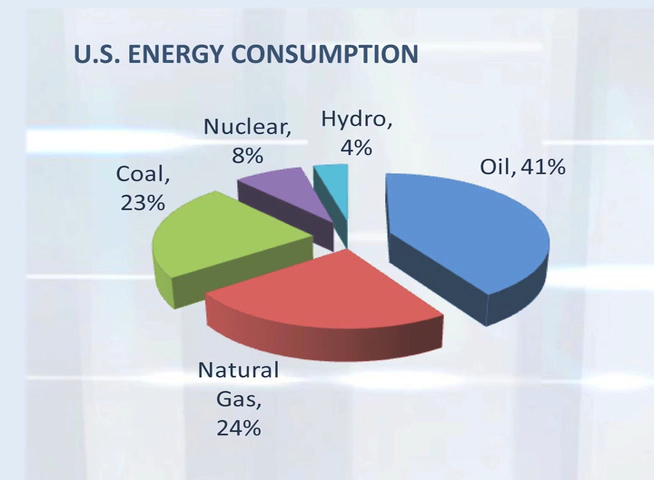 U.S. ENERGY CONSUMPTION
Hydro,
4%
Nuclear,
8%
Oil, 41%
Coal,
23%
Natural
Gas,
24%